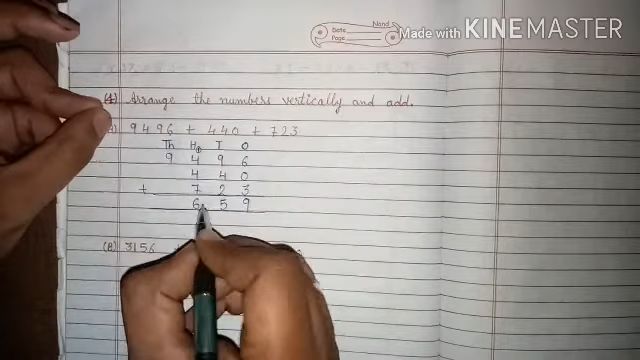 Made with KINEMASTER
Date
Page
(4) Arrange the numbers vertically and add.
9496 + 440 + 723
Th H T O
1
9 4 9 6
4 4 0
+ 7 2 3
6 5 9
(B) 3156